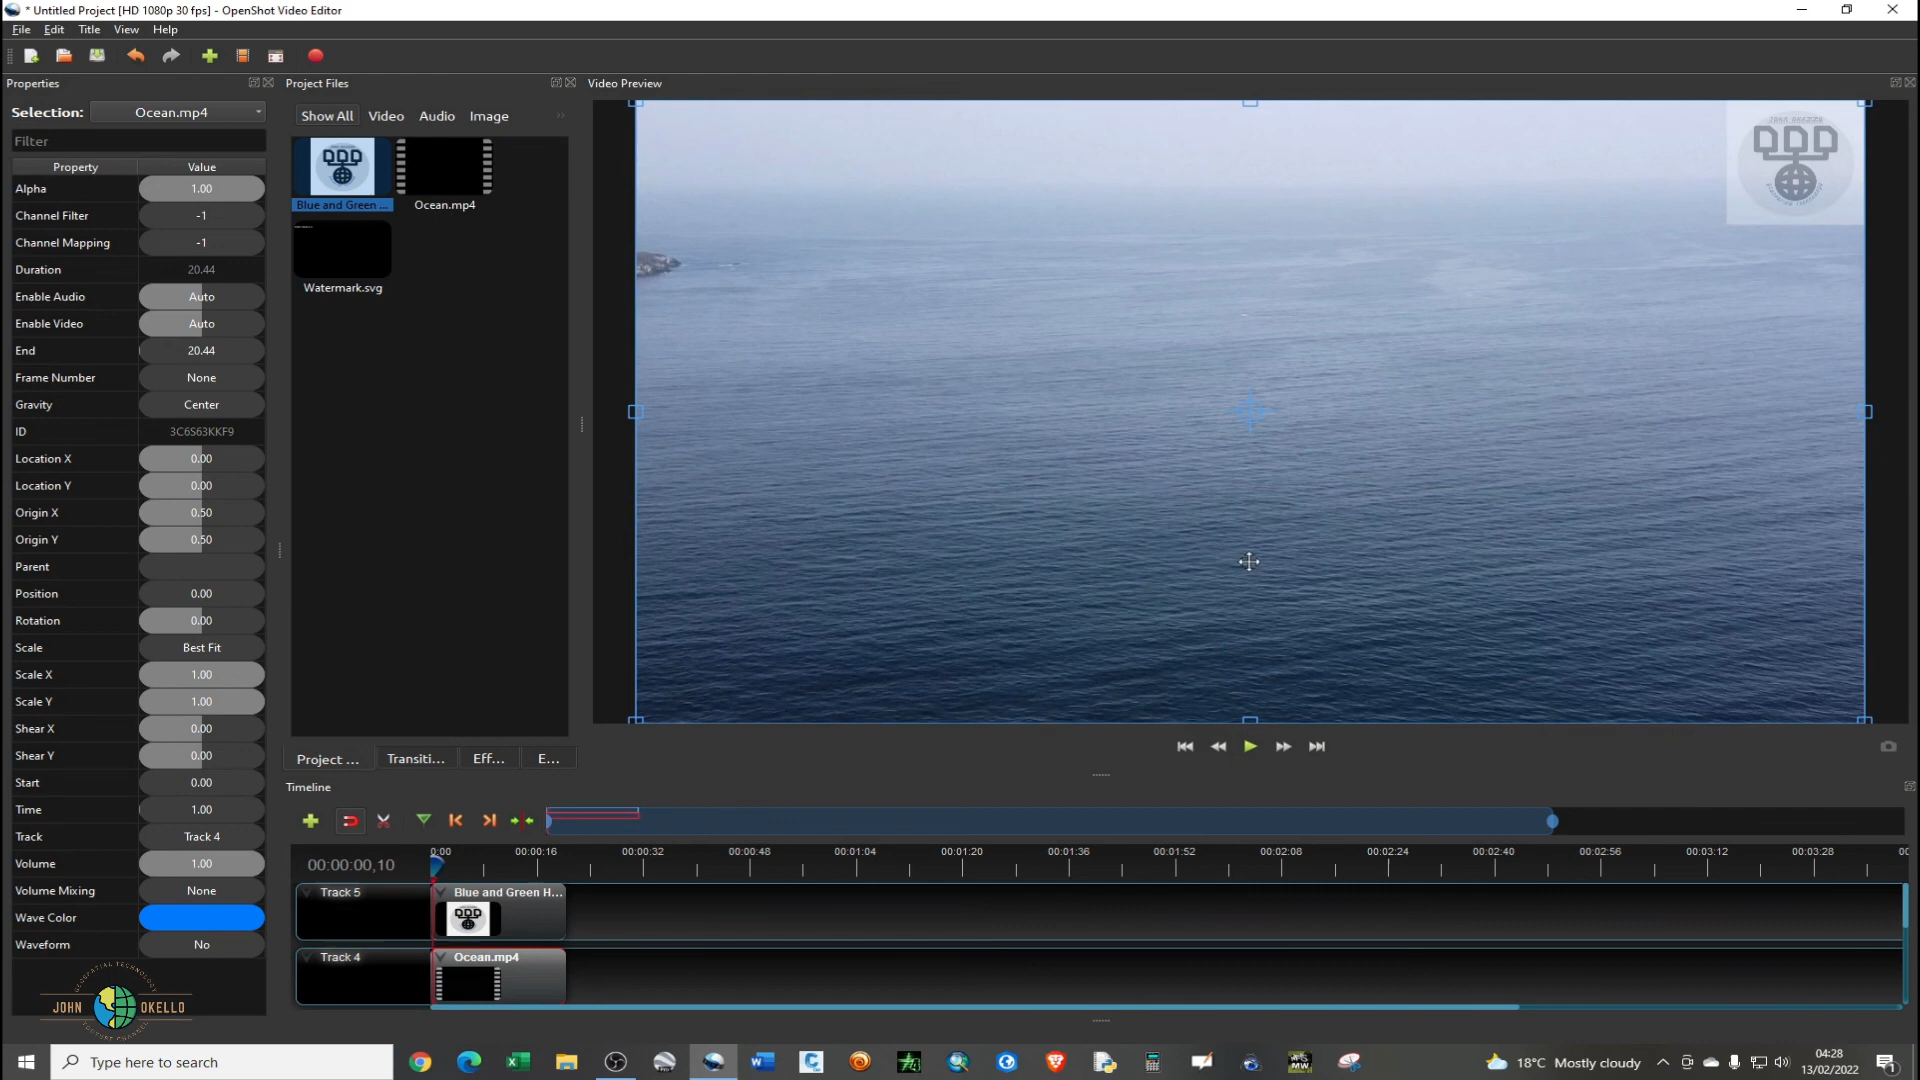 * Untitled Project [HD 1080p 30 fps] - OpenShot Video Editor
File Edit Title View Help
Properties
Project Files
Video Preview
Selection: Ocean.mp4
Filter
Property Value
Alpha 1.00
Channel Filter -1
Channel Mapping -1
Duration 20.44
Enable Audio Auto
Enable Video Auto
End 20.44
Frame Number None
Gravity Center
ID 3C6S63KKF9
Location X 0.00
Location Y 0.00
Origin X 0.50
Origin Y 0.50
Parent
Position 0.00
Rotation 0.00
Scale Best Fit
Scale X 1.00
Scale Y 1.00
Shear X 0.00
Shear Y 0.00
Start 0.00
Time 1.00
Track Track 4
Volume 1.00
Volume Mixing None
Wave Color
Waveform No
GEOSPATIAL TECHNOLOGY
JOHN OKELLO
YOUTUBE CHANNEL
Show All Video Audio Image
Blue and Green ...
Ocean.mp4
Watermark.svg
Project ... Transiti... Eff... E...
Timeline
00:00:00,10
0:00 00:00:16 00:00:32 00:00:48 00:01:04 00:01:20 00:01:36 00:01:52 00:02:08 00:02:24 00:02:40 00:02:56 00:03:12 00:03:28 00
Track 5
Blue and Green H...
Track 4
Ocean.mp4
Type here to search
18°C Mostly cloudy
04:28
13/02/2022
1